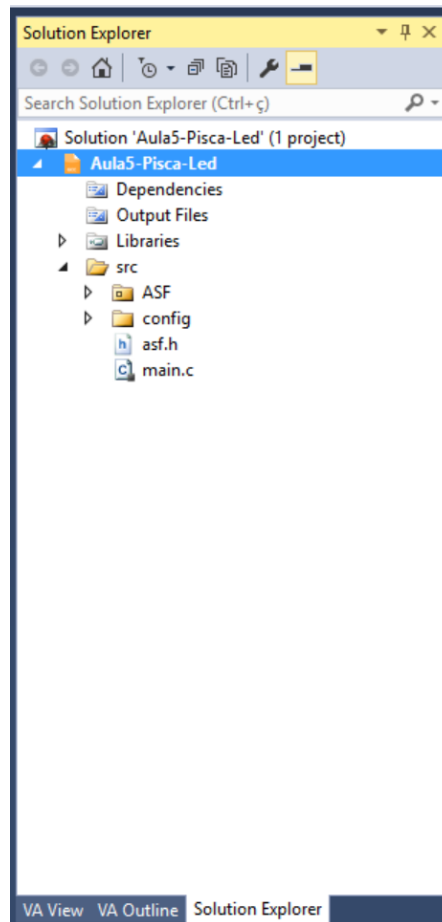 Solution Explorer
Search Solution Explorer (Ctrl+ç)
Solution 'Aula5-Pisca-Led' (1 project)
Aula5-Pisca-Led
Dependencies
Output Files
Libraries
src
ASF
config
h asf.h
C main.c
VA View VA Outline Solution Explorer